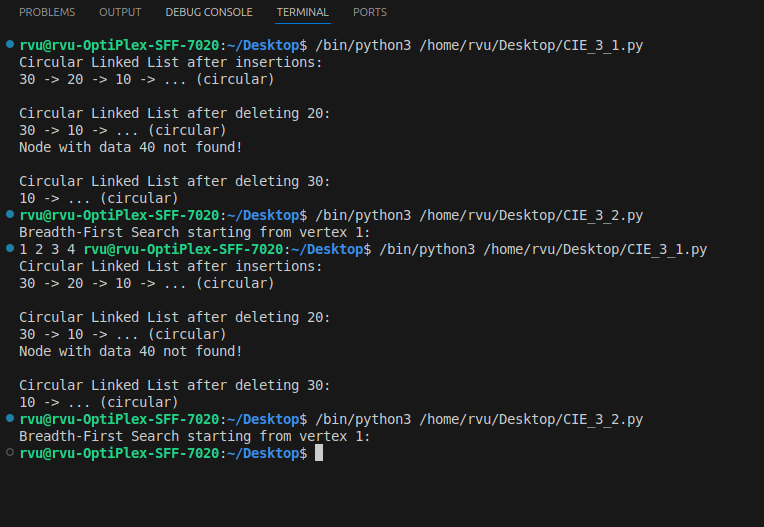 PROBLEMS OUTPUT DEBUG CONSOLE TERMINAL PORTS
rvu@rvu-OptiPlex-SFF-7020:~/Desktop$ /bin/python3 /home/rvu/Desktop/CIE_3_1.py
Circular Linked List after insertions:
30 -> 20 -> 10 -> ... (circular)
Circular Linked List after deleting 20:
30 -> 10 -> ... (circular)
Node with data 40 not found!
Circular Linked List after deleting 30:
10 -> ... (circular)
rvu@rvu-OptiPlex-SFF-7020:~/Desktop$ /bin/python3 /home/rvu/Desktop/CIE_3_2.py
Breadth-First Search starting from vertex 1:
1 2 3 4 rvu@rvu-OptiPlex-SFF-7020:~/Desktop$ /bin/python3 /home/rvu/Desktop/CIE_3_1.py
Circular Linked List after insertions:
30 -> 20 -> 10 -> ... (circular)
Circular Linked List after deleting 20:
30 -> 10 -> ... (circular)
Node with data 40 not found!
Circular Linked List after deleting 30:
10 -> ... (circular)
rvu@rvu-OptiPlex-SFF-7020:~/Desktop$ /bin/python3 /home/rvu/Desktop/CIE_3_2.py
Breadth-First Search starting from vertex 1:
rvu@rvu-OptiPlex-SFF-7020:~/Desktop$